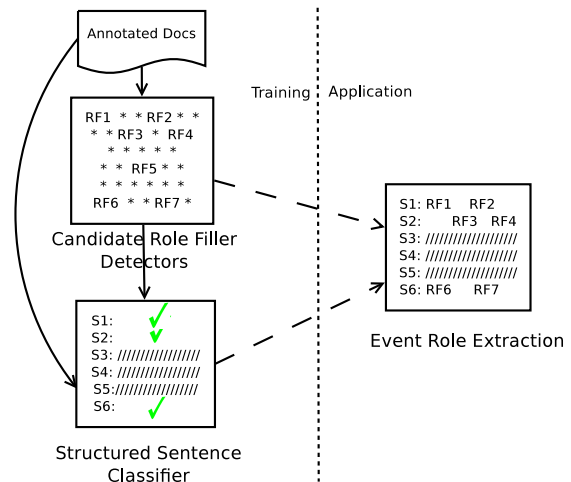 Annotated Docs
Training
Application
RF1 * * RF2 * *
* * RF3 * RF4
* * * * *
* * RF5 * *
* * * * * *
RF6 * * RF7 *
Candidate Role Filler
Detectors
S1:
S2:
S3: ///////////////////
S4: ///////////////////
S5:///////////////////
S6:
Structured Sentence
Classifier
S1: RF1 RF2
S2: RF3 RF4
S3: ////////////////////
S4: ////////////////////
S5: ////////////////////
S6: RF6 RF7
Event Role Extraction